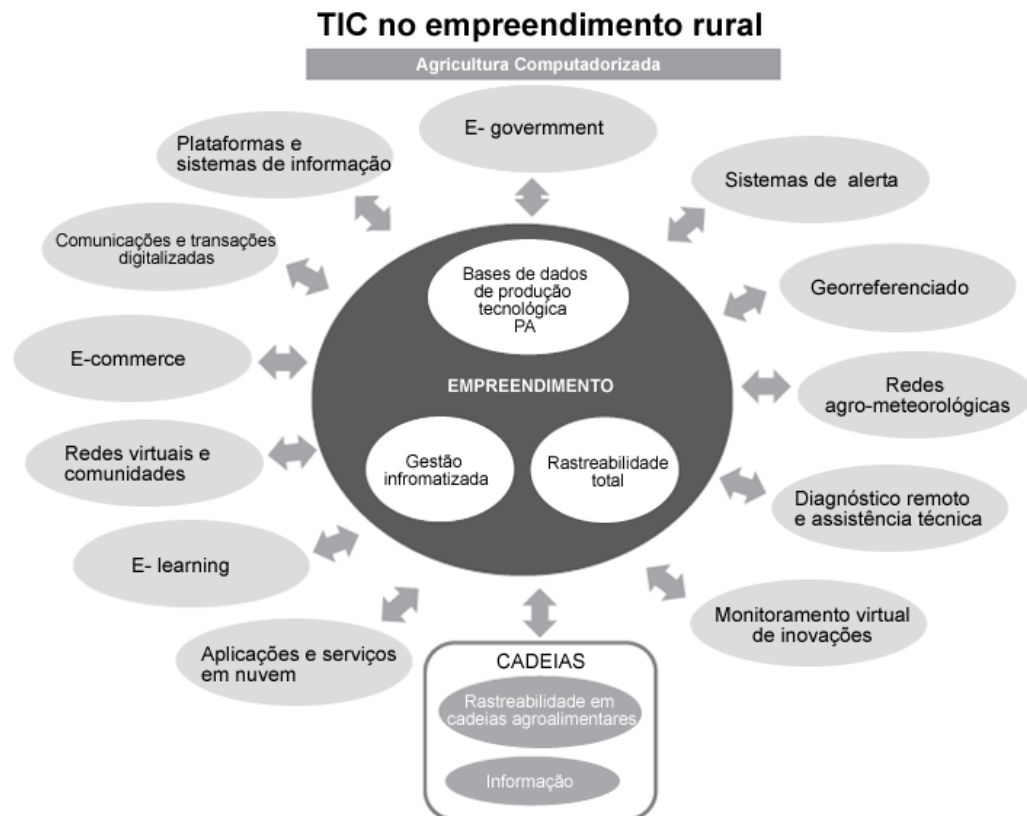 TIC no empreendimento rural
Agricultura Computadorizada
E- govermment
Plataformas e
sistemas de informação
Sistemas de alerta
Comunicações e transações
digitalizadas
Bases de dados
de produção
tecnológica
PA
Georreferenciado
E-commerce
EMPREENDIMENTO
Redes
agro-meteorológicas
Redes virtuais e
comunidades
Gestão
infromatizada
Rastreabilidade
total
Diagnóstico remoto
e assistência técnica
E- learning
Monitoramento virtual
de inovações
Aplicações e serviços
em nuvem
CADEIAS
Rastreabilidade em
cadeias agroalimentares
Informação